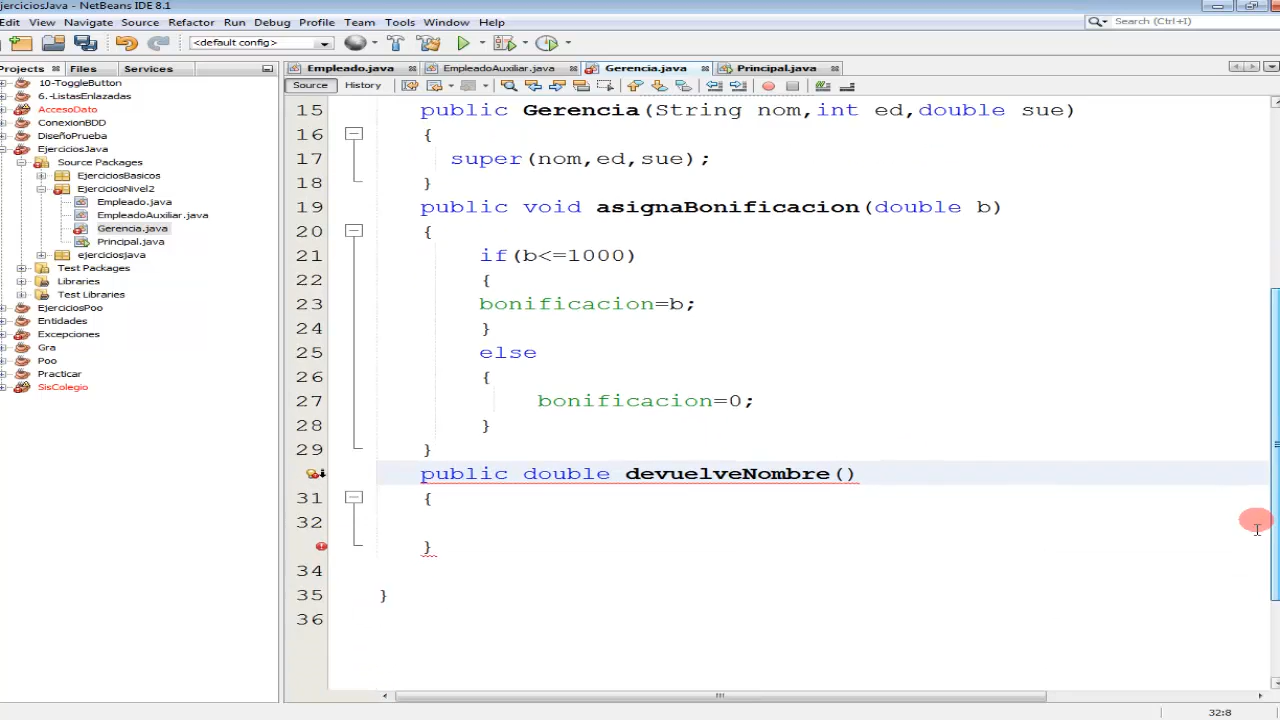 EjerciciosJava - NetBeans IDE 8.1
Edit View Navigate Source Refactor Run Debug Profile Team Tools Window Help
Search (Ctrl+I)
<default config>
Projects Files Services
Empleado.java EmpleadoAuxiliar.java Gerencia.java Principal.java
Source History
10-ToggleButton
6.-ListasEnlazadas
AccesoDato
ConexionBDD
DiseñoPrueba
EjerciciosJava
Source Packages
EjerciciosBasicos
EjerciciosNivel2
Empleado.java
EmpleadoAuxiliar.java
Gerencia.java
Principal.java
ejerciciosJava
Test Packages
Libraries
Test Libraries
EjerciciosPoo
Entidades
Excepciones
Gra
Poo
Practicar
SisColegio
15 public Gerencia(String nom,int ed,double sue)
16 {
17 super(nom,ed,sue);
18 }
19 public void asignaBonificacion(double b)
20 {
21 if(b<=1000)
22 {
23 bonificacion=b;
24 }
25 else
26 {
27 bonificacion=0;
28 }
29 }
public double devuelveNombre()
31 {
32
}
34
35 }
36
32:8